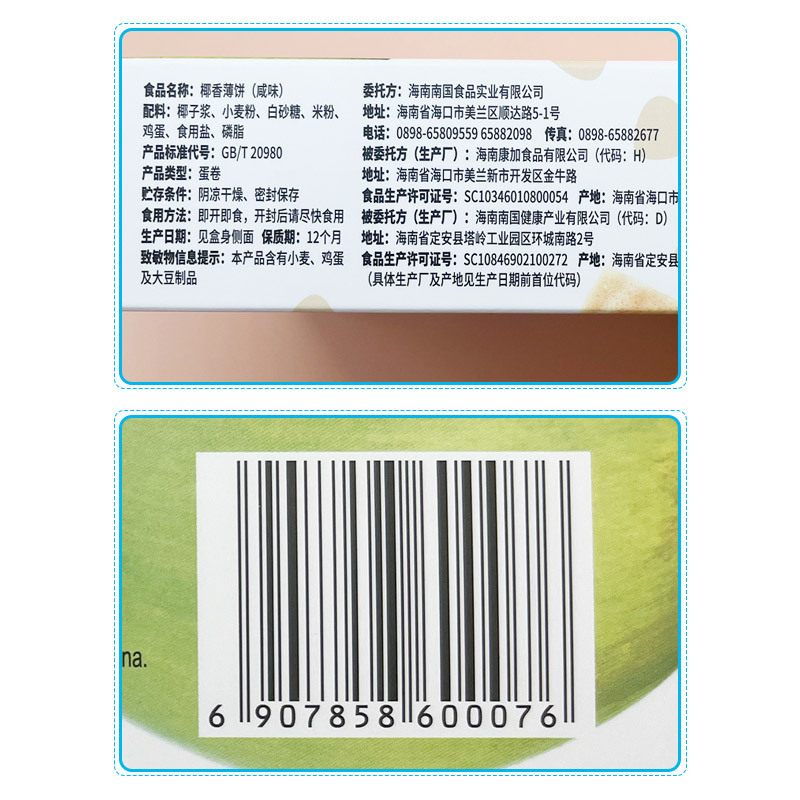 食品名称：椰香薄饼（咸味）
配料：椰子浆、小麦粉、白砂糖、米粉、
鸡蛋、食用盐、磷脂
产品标准代号：GB/T 20980
产品类型：蛋卷
贮存条件：阴凉干燥、密封保存
食用方法：即开即食，开封后请尽快食用
生产日期：见盒身侧面 保质期：12个月
致敏物信息提示：本产品含有小麦、鸡蛋
及大豆制品
委托方：海南南国食品实业有限公司
地址：海南省海口市美兰区顺达路5-1号
电话：0898-65809559 65882098 传真：0898-65882677
被委托方（生产厂）：海南康加食品有限公司（代码：H）
地址：海南省海口市美兰新市开发区金牛路
食品生产许可证号：SC10346010800054 产地：海南省海口市
被委托方（生产厂）：海南南国健康产业有限公司（代码：D）
地址：海南省定安县塔岭工业园区环城南路2号
食品生产许可证号：SC10846902100272 产地：海南省定安县
（具体生产厂及产地见生产日期前首位代码）
na.
6 907858 600076